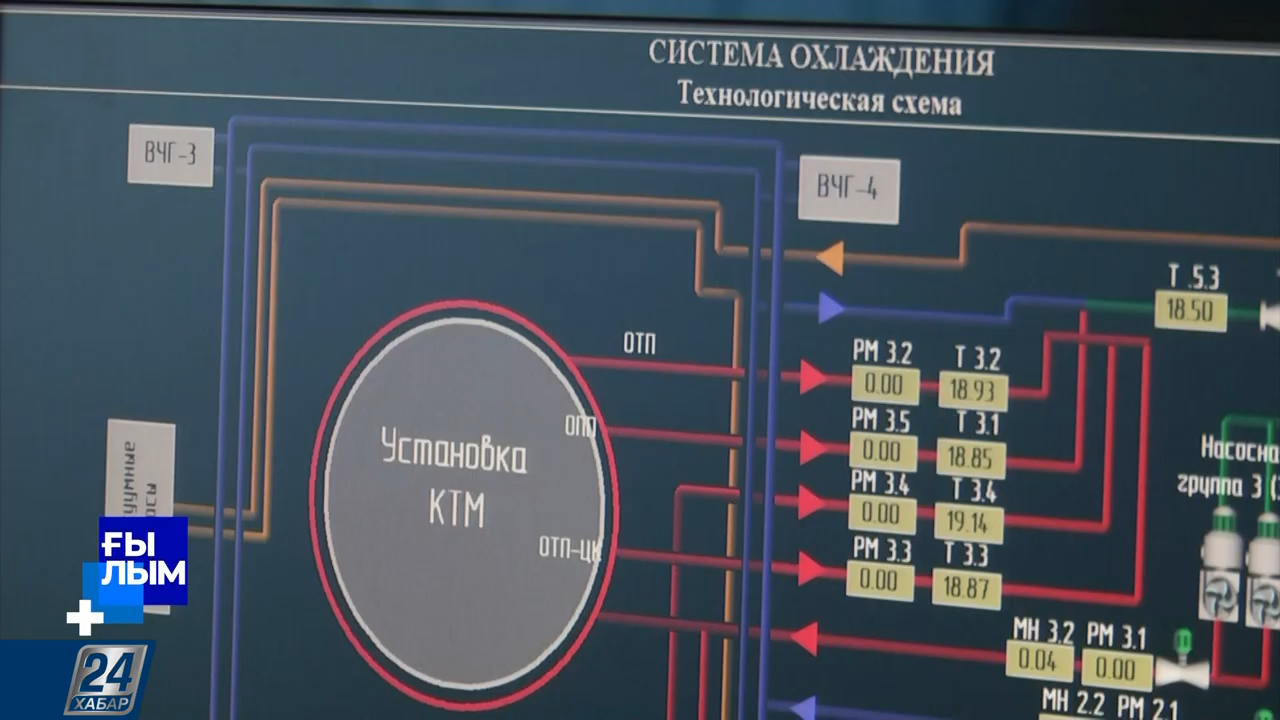 СИСТЕМА ОХЛАЖДЕНИЯ
Технологическая схема
ВЧГ-3
ВЧГ-4
Т .5.3
18.50
ОТП
РМ 3.2
Т 3.2
0.00
18.93
ОПП
РМ 3.5
Т 3.1
0.00
18.85
Установка
КТМ
РМ 3.4
Т 3.4
0.00
19.14
группа 3
ОТП-ЦК
РМ 3.3
Т 3.3
0.00
18.87
МН 3.2
РМ 3.1
0.04
0.00
МН 2.2
РМ 2.1
ҒЫ
ЛЫМ
+
24
ХАБАР